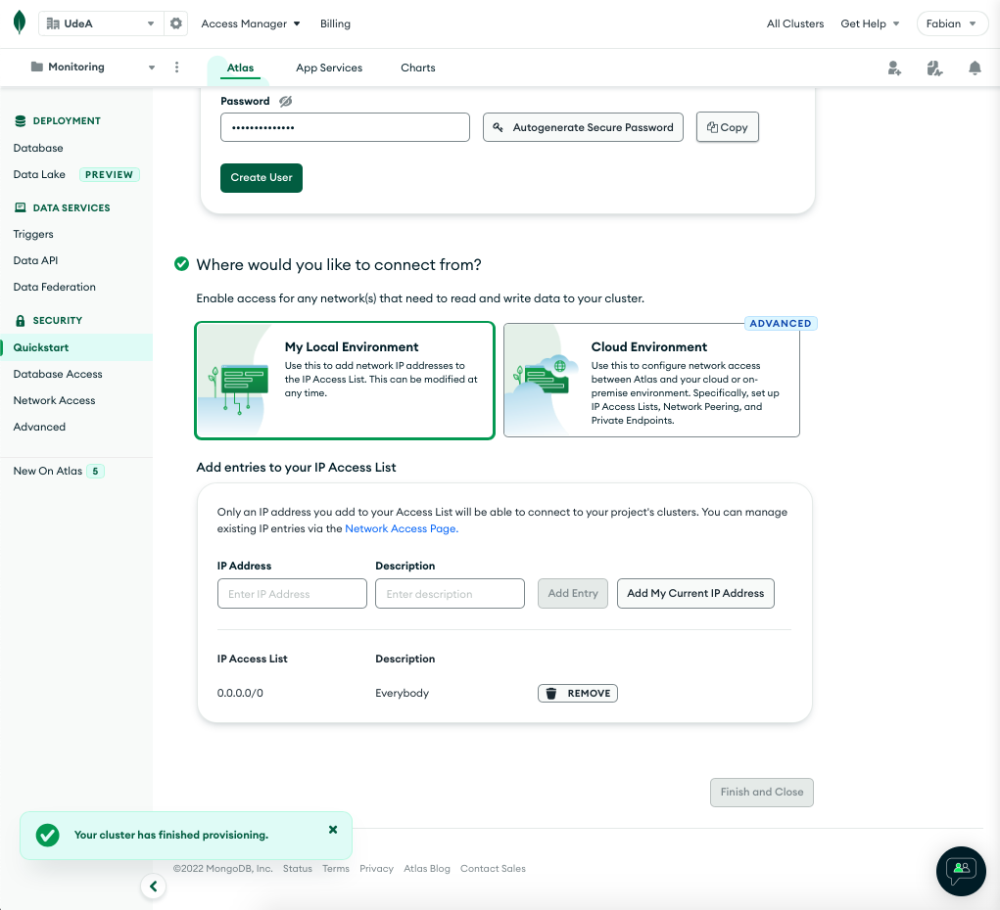 UdeA
Access Manager
Billing
All Clusters
Get Help
Fabian
Monitoring
Atlas
App Services
Charts
DEPLOYMENT
Database
Data Lake
PREVIEW
DATA SERVICES
Triggers
Data API
Data Federation
SECURITY
Quickstart
Database Access
Network Access
Advanced
New On Atlas
5
Password
••••••••••••••
Autogenerate Secure Password
Copy
Create User
Where would you like to connect from?
Enable access for any network(s) that need to read and write data to your cluster.
My Local Environment
Use this to add network IP addresses to
the IP Access List. This can be modified at
any time.
ADVANCED
Cloud Environment
Use this to configure network access
between Atlas and your cloud or on-
premise environment. Specifically, set up
IP Access Lists, Network Peering, and
Private Endpoints.
Add entries to your IP Access List
Only an IP address you add to your Access List will be able to connect to your project's clusters. You can manage
existing IP entries via the Network Access Page.
IP Address
Description
Enter IP Address
Enter description
Add Entry
Add My Current IP Address
IP Access List
Description
0.0.0.0/0
Everybody
REMOVE
Finish and Close
Your cluster has finished provisioning.
©2022 MongoDB, Inc.
Status
Terms
Privacy
Atlas Blog
Contact Sales